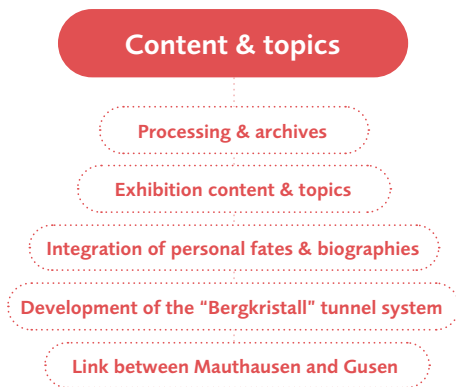 Content & topics
Processing & archives
Exhibition content & topics
Integration of personal fates & biographies
Development of the “Bergkristall” tunnel system
Link between Mauthausen and Gusen